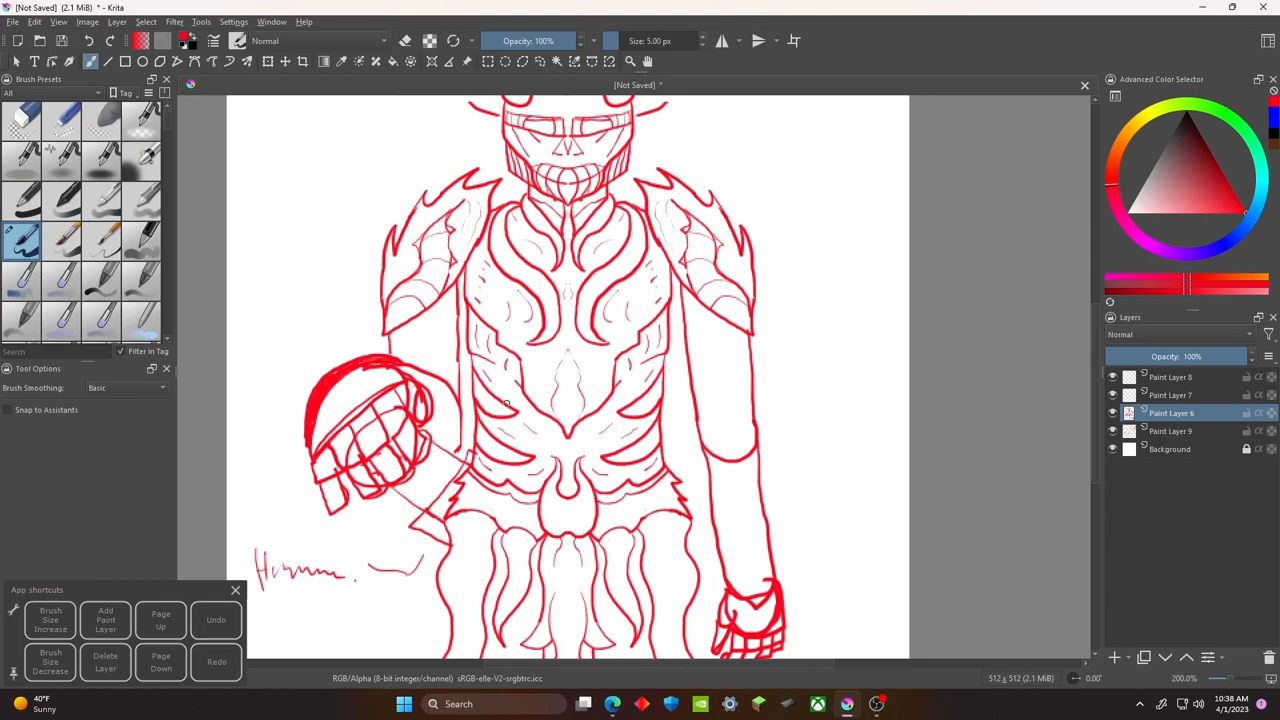 [Not Saved] (2.1 MiB) * - Krita
File Edit View Image Layer Select Filter Tools Settings Window Help
Normal Opacity: 100% Size: 5.00 px
Brush Presets
[Not Saved] *
Advanced Color Selector
All Tag
Search Filter in Tag
Tool Options
Brush Smoothing: Basic
Snap to Assistants
Layers
Normal
Opacity: 100%
Paint Layer 8
Paint Layer 7
Paint Layer 6
Paint Layer 9
Background
App shortcuts
Brush Size Increase
Add Paint Layer
Page Up
Undo
Brush Size Decrease
Delete Layer
Page Down
Redo
RGB/Alpha (8-bit integer/channel) sRGB-elle-V2-srgbtrc.icc
512 x 512 (2.1 MiB)
0.00°
200.0%
40°F
Sunny
Search
10:38 AM
4/1/2023